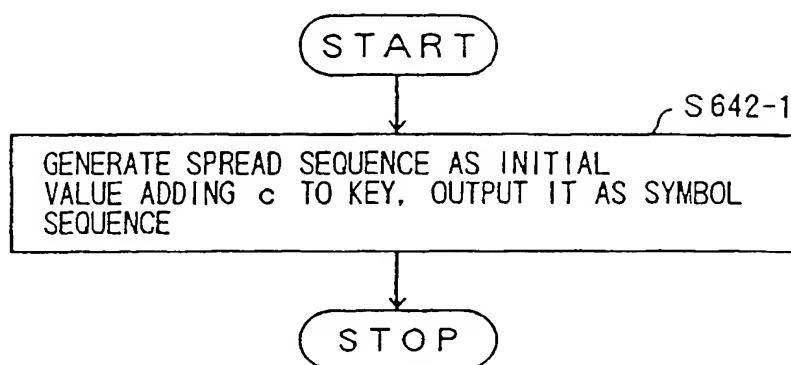 START
S642-1
GENERATE SPREAD SEQUENCE AS INITIAL
VALUE ADDING c TO KEY, OUTPUT IT AS SYMBOL
SEQUENCE
STOP